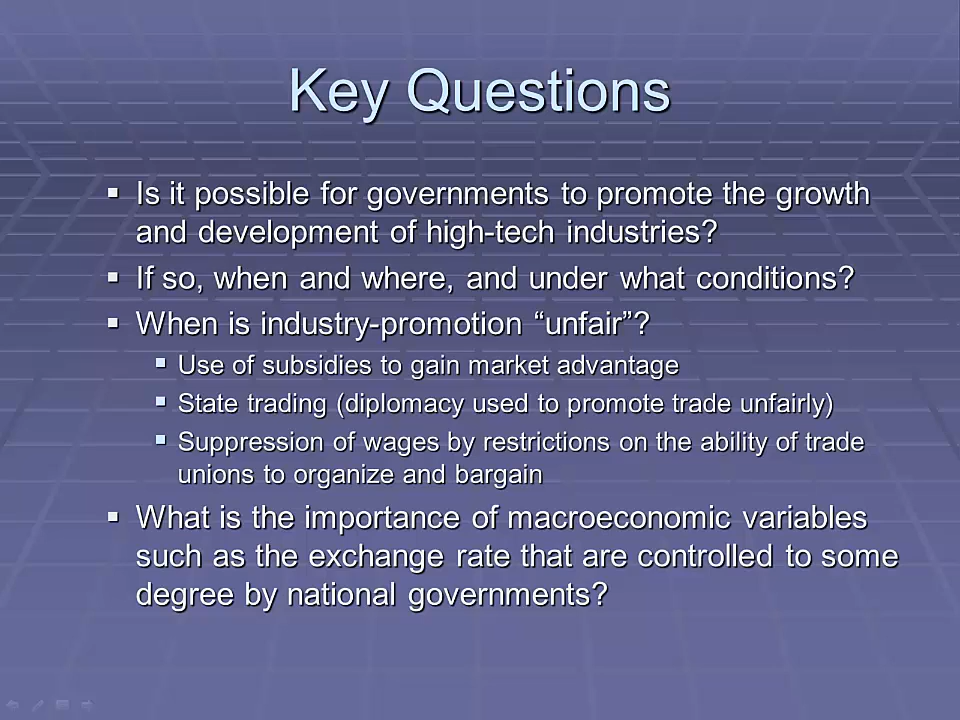 Key Questions
▪ Is it possible for governments to promote the growth
and development of high-tech industries?
▪ If so, when and where, and under what conditions?
▪ When is industry-promotion “unfair”?
▪ Use of subsidies to gain market advantage
▪ State trading (diplomacy used to promote trade unfairly)
▪ Suppression of wages by restrictions on the ability of trade
unions to organize and bargain
▪ What is the importance of macroeconomic variables
such as the exchange rate that are controlled to some
degree by national governments?